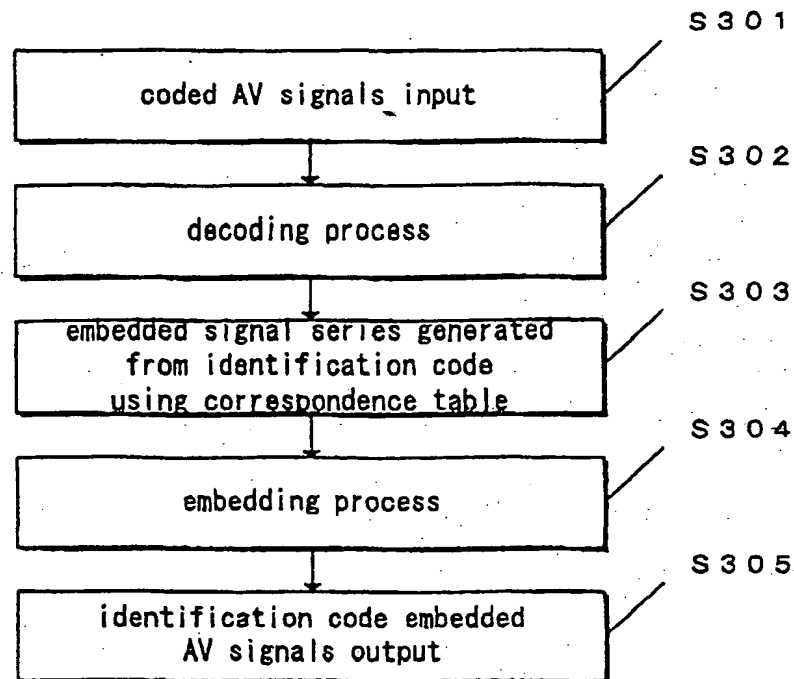 S301
coded AV signals input
S302
decoding process
S303
embedded signal series generated
from identification code
using correspondence table
S304
embedding process
S305
identification code embedded
AV signals output